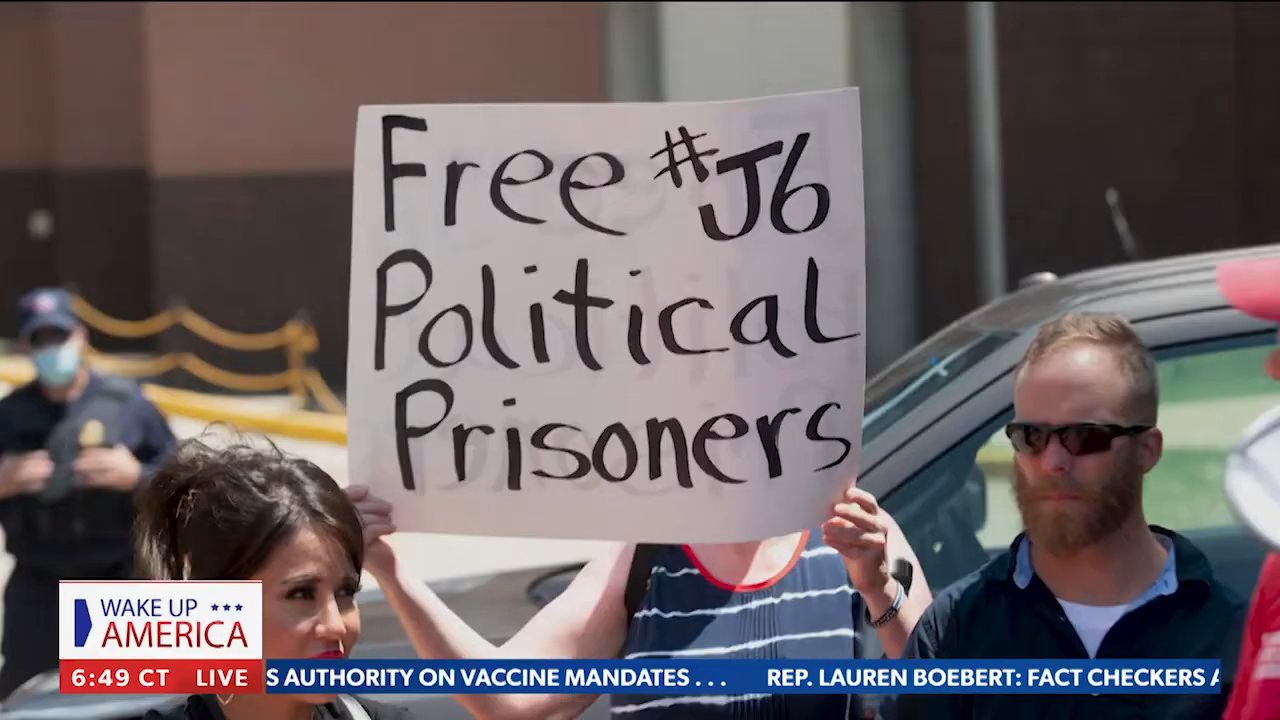 Free #J6
Political
Prisoners
WAKE UP
AMERICA
6:49 CT LIVE
S AUTHORITY ON VACCINE MANDATES . . . REP. LAUREN BOEBERT: FACT CHECKERS